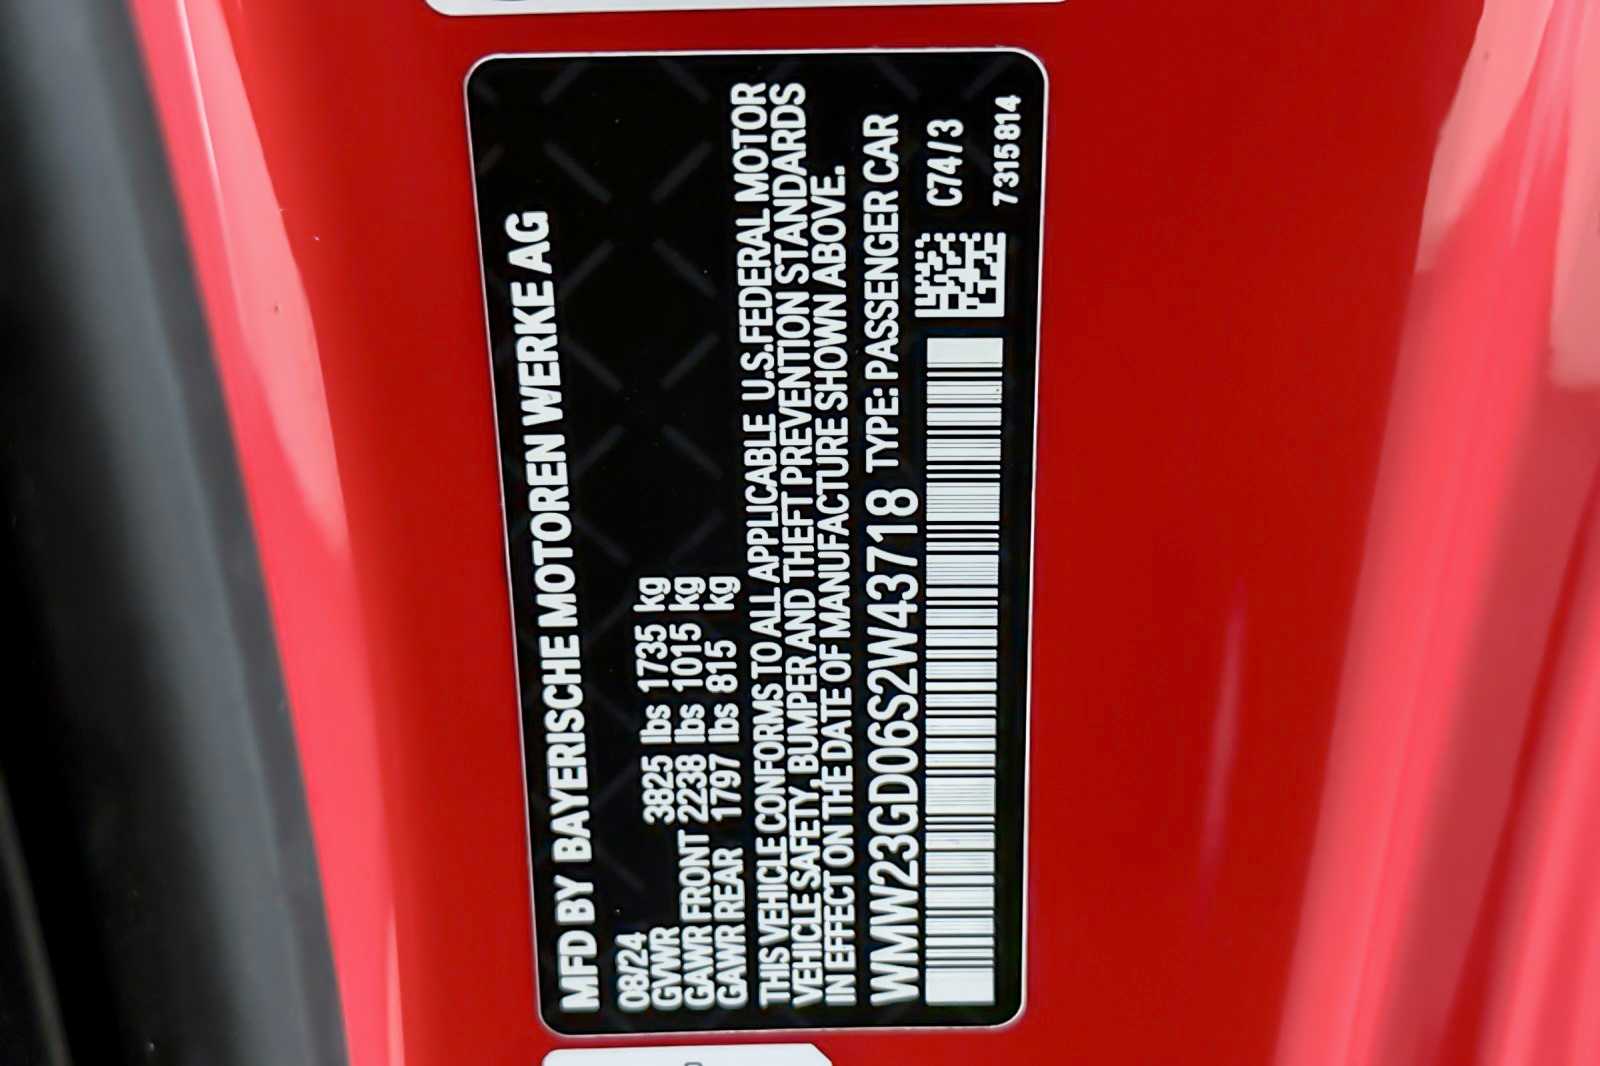 MFD BY BAYERISCHE MOTOREN WERKE AG
08/24
GVWR 3825 lbs 1735 kg
GAWR FRONT 2238 lbs 1015 kg
GAWR REAR 1797 lbs 815 kg
THIS VEHICLE CONFORMS TO ALL APPLICABLE U.S.FEDERAL MOTOR
VEHICLE SAFETY, BUMPER AND THEFT PREVENTION STANDARDS
IN EFFECT ON THE DATE OF MANUFACTURE SHOWN ABOVE.
WMW23GD06S2W43718 TYPE: PASSENGER CAR
C74/3
7315814